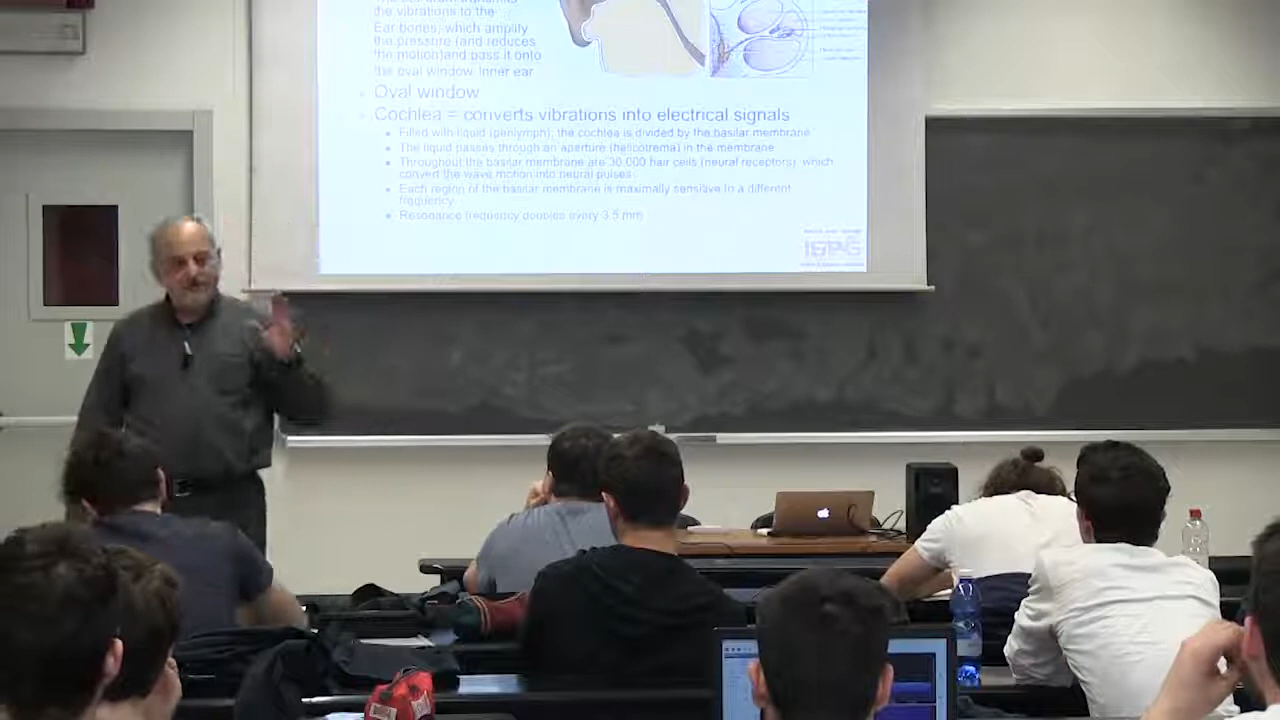 the vibrations to the
Ear bones, which amplify
the pressure (and reduces
the motion)and pass it onto
the oval window. Inner ear
Oval window
Cochlea = converts vibrations into electrical signals
Filled with liquid (perilymph); the cochlea is divided by the basilar membrane
The liquid passes through an aperture (helicotrema) in the membrane
Throughout the basilar membrane are 30,000 hair cells (neural receptors), which
convert the wave motion into neural pulses.
Each region of the basilar membrane is maximally sensitive to a different
frequency.
Resonance frequency doubles every 3.5 mm